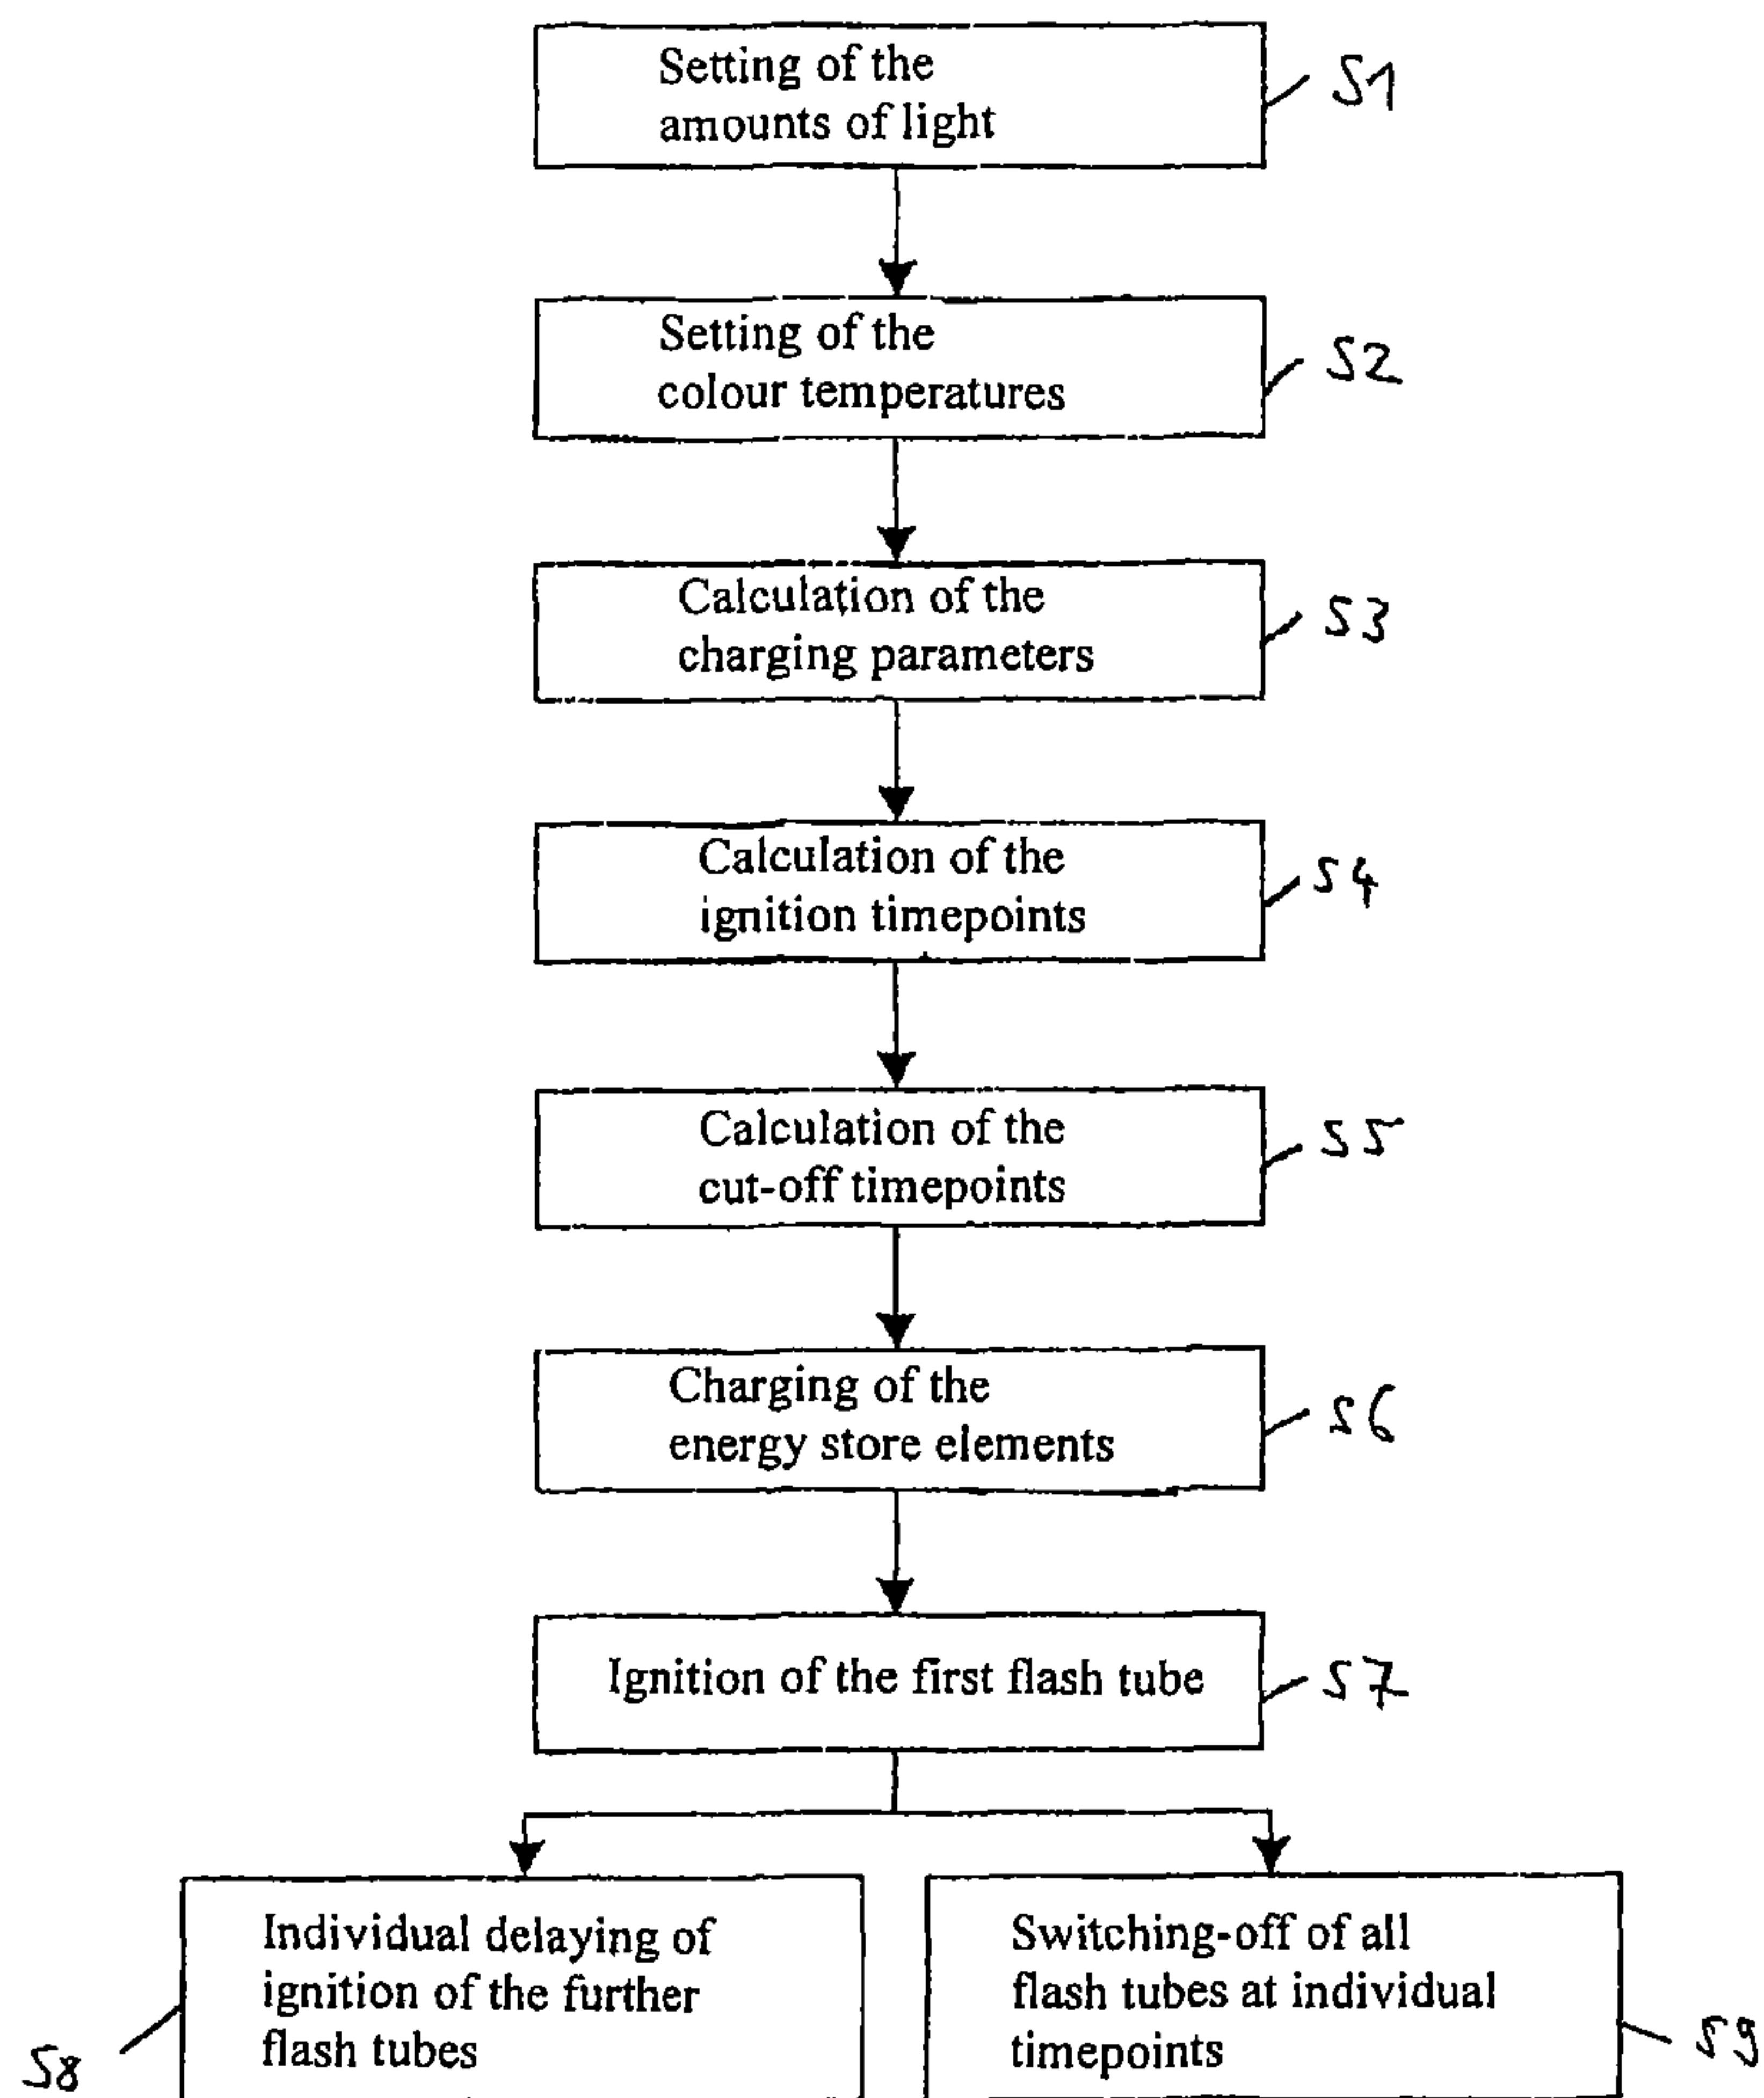 Setting of the
amounts of light
S1
Setting of the
colour temperatures
S2
Calculation of the
charging parameters
S3
Calculation of the
ignition timepoints
S4
Calculation of the
cut-off timepoints
S5
Charging of the
energy store elements
S6
Ignition of the first flash tube
S7
Individual delaying of
ignition of the further
flash tubes
S8
Switching-off of all
flash tubes at individual
timepoints
S9